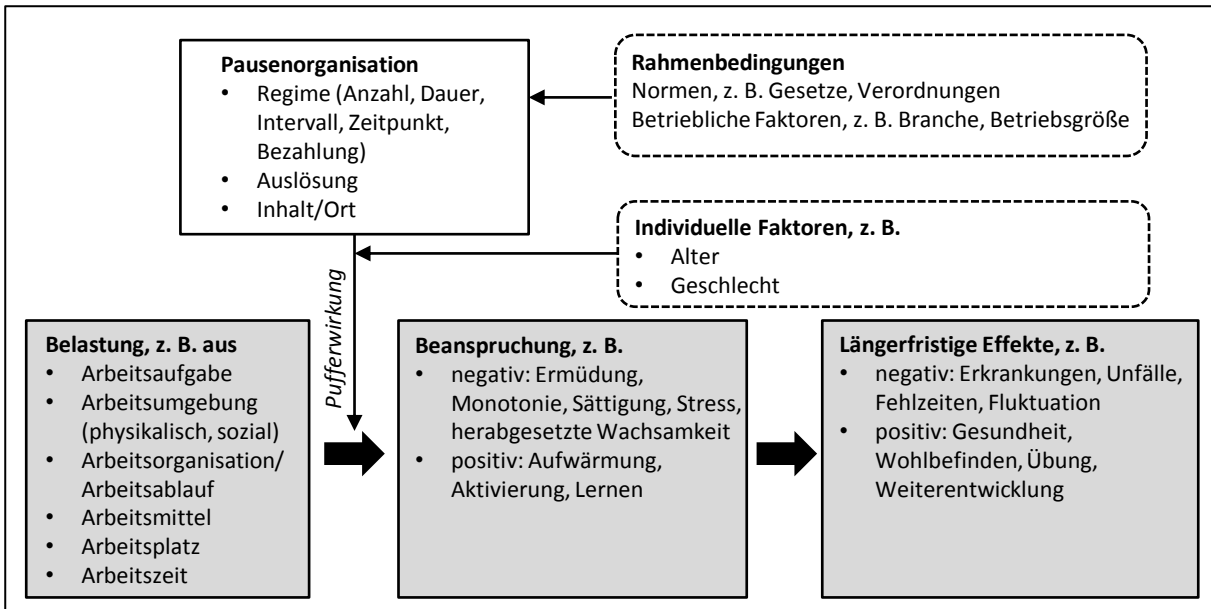 Pausenorganisation
• Regime (Anzahl, Dauer,
Intervall, Zeitpunkt,
Bezahlung)
• Auslösung
• Inhalt/Ort
Rahmenbedingungen
Normen, z. B. Gesetze, Verordnungen
Betriebliche Faktoren, z. B. Branche, Betriebsgröße
Individuelle Faktoren, z. B.
• Alter
• Geschlecht
Pufferwirkung
Belastung, z. B. aus
• Arbeitsaufgabe
• Arbeitsumgebung
(physikalisch, sozial)
• Arbeitsorganisation/
Arbeitsablauf
• Arbeitsmittel
• Arbeitsplatz
• Arbeitszeit
Beanspruchung, z. B.
• negativ: Ermüdung,
Monotonie, Sättigung, Stress,
herabgesetzte Wachsamkeit
• positiv: Aufwärmung,
Aktivierung, Lernen
Längerfristige Effekte, z. B.
• negativ: Erkrankungen, Unfälle,
Fehlzeiten, Fluktuation
• positiv: Gesundheit,
Wohlbefinden, Übung,
Weiterentwicklung